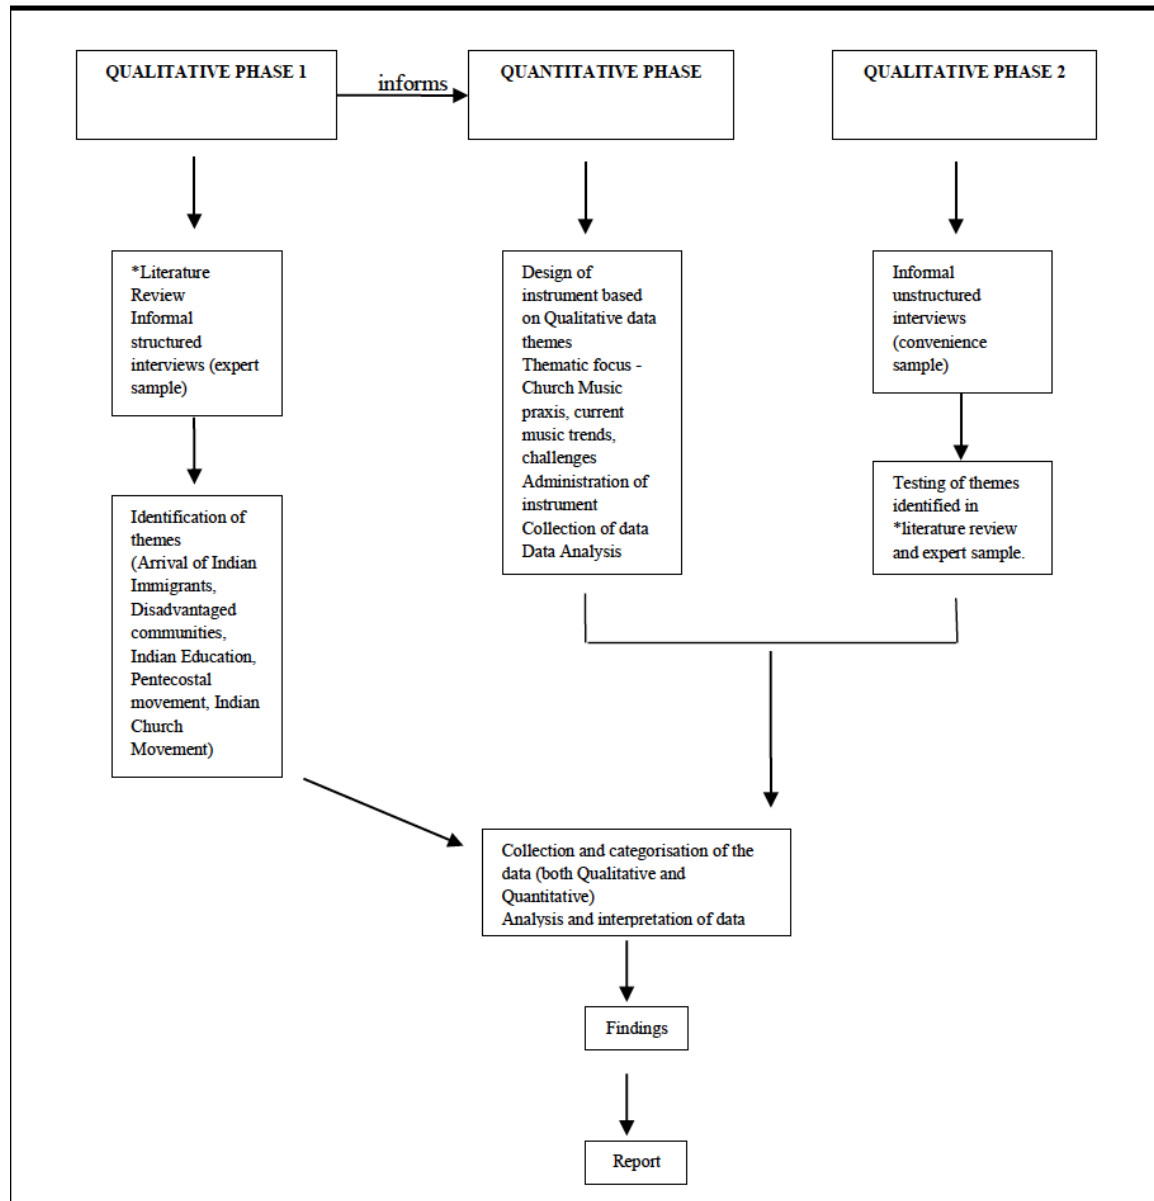 QUALITATIVE PHASE 1
informs
QUANTITATIVE PHASE
QUALITATIVE PHASE 2
*Literature
Review
Informal
structured
interviews (expert
sample)
Design of
instrument based
on Qualitative data
themes
Thematic focus -
Church Music
praxis, current
music trends,
challenges
Administration of
instrument
Collection of data
Data Analysis
Informal
unstructured
interviews
(convenience
sample)
Identification of
themes
(Arrival of Indian
Immigrants,
Disadvantaged
communities,
Indian Education,
Pentecostal
movement, Indian
Church
Movement)
Testing of themes
identified in
*literature review
and expert sample.
Collection and categorisation of the
data (both Qualitative and
Quantitative)
Analysis and interpretation of data
Findings
Report